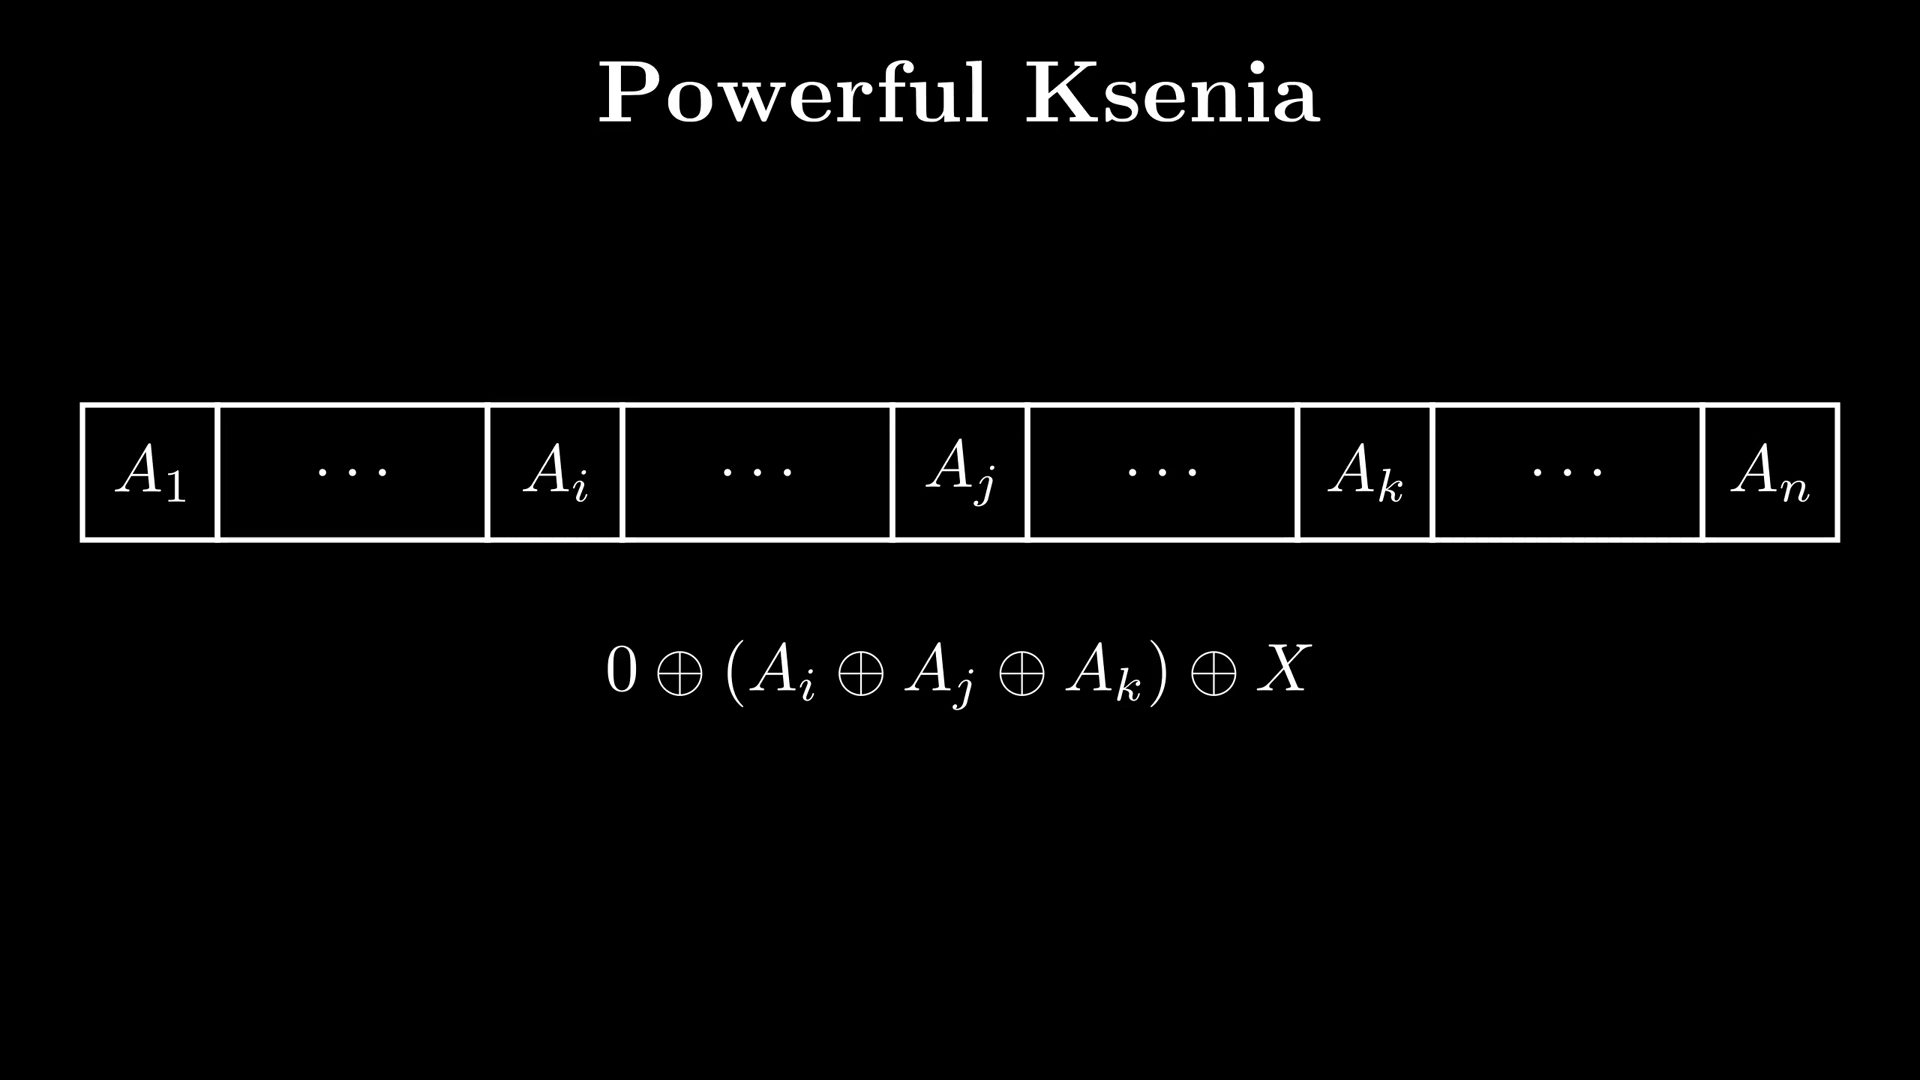 Powerful Ksenia
A₁ ⋯ Aᵢ ⋯ Aⱼ ⋯ Aₖ ⋯ Aₙ
0 ⊕ (Aᵢ ⊕ Aⱼ ⊕ Aₖ) ⊕ X